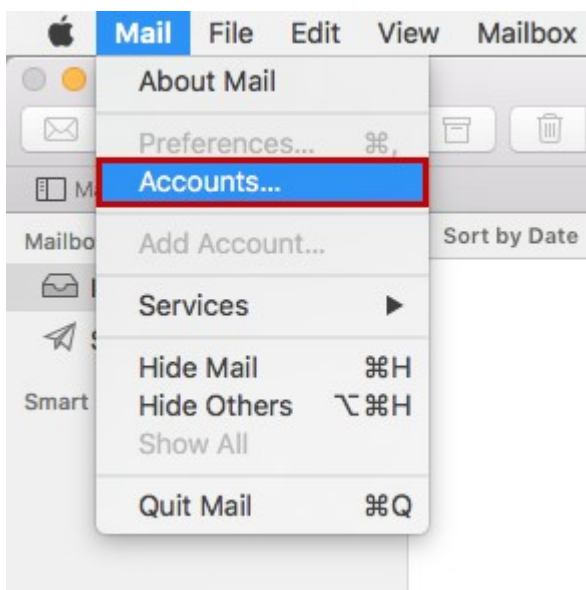 Mail File Edit View Mailbox
About Mail
Preferences... ⌘,
Accounts...
Mailbo
Add Account...
Sort by Date
Services ▶
Hide Mail ⌘H
Smart
Hide Others ⌥⌘H
Show All
Quit Mail ⌘Q